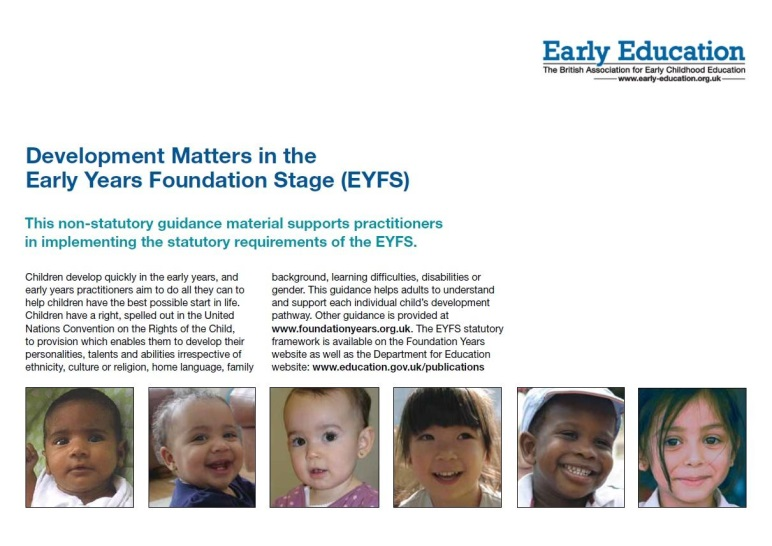 Early Education
The British Association for Early Childhood Education
www.early-education.org.uk
Development Matters in the
Early Years Foundation Stage (EYFS)
This non-statutory guidance material supports practitioners
in implementing the statutory requirements of the EYFS.
Children develop quickly in the early years, and
early years practitioners aim to do all they can to
help children have the best possible start in life.
Children have a right, spelled out in the United
Nations Convention on the Rights of the Child,
to provision which enables them to develop their
personalities, talents and abilities irrespective of
ethnicity, culture or religion, home language, family
background, learning difficulties, disabilities or
gender. This guidance helps adults to understand
and support each individual child's development
pathway. Other guidance is provided at
www.foundationyears.org.uk. The EYFS statutory
framework is available on the Foundation Years
website as well as the Department for Education
website: www.education.gov.uk/publications